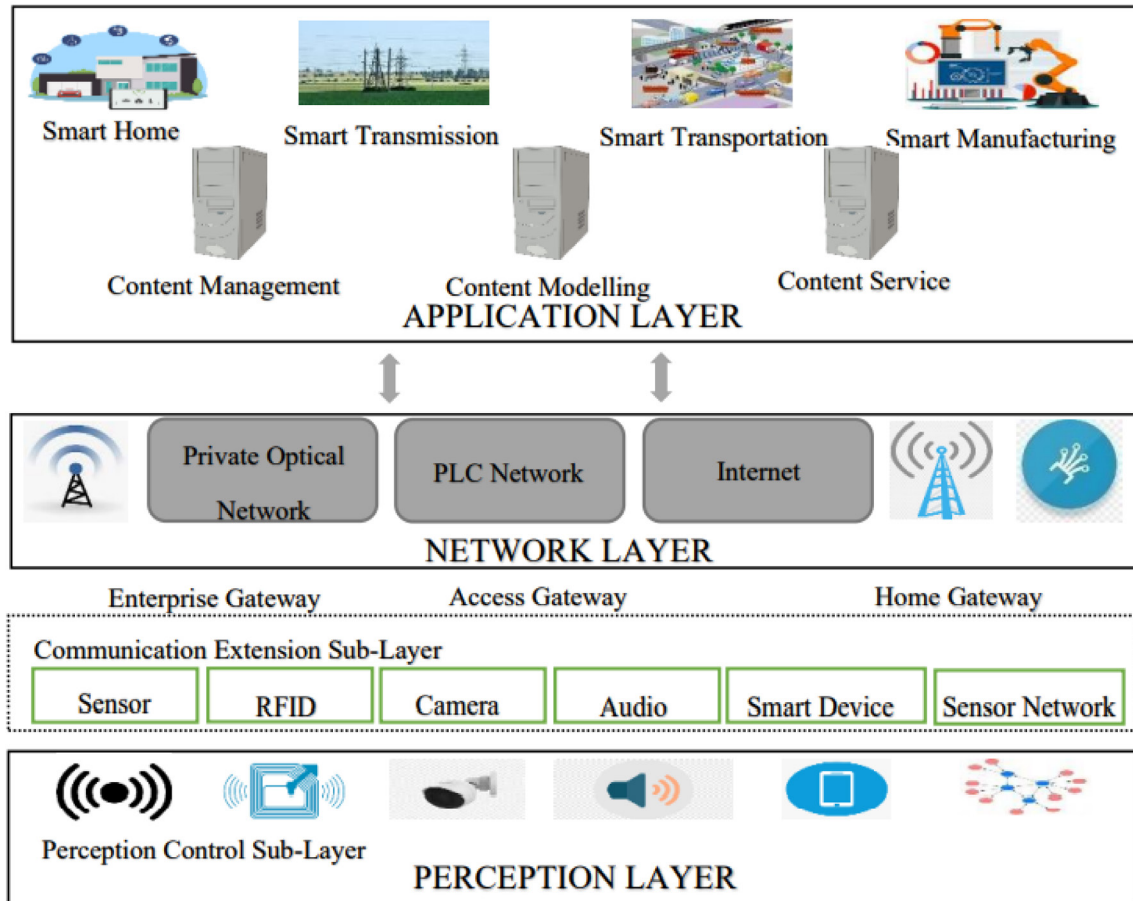 Smart Home
Smart Transmission
Smart Transportation
Smart Manufacturing
Content Management
Content Modelling
Content Service
APPLICATION LAYER
Private Optical
Network
PLC Network
Internet
NETWORK LAYER
Enterprise Gateway
Access Gateway
Home Gateway
Communication Extension Sub-Layer
Sensor
RFID
Camera
Audio
Smart Device
Sensor Network
Perception Control Sub-Layer
PERCEPTION LAYER